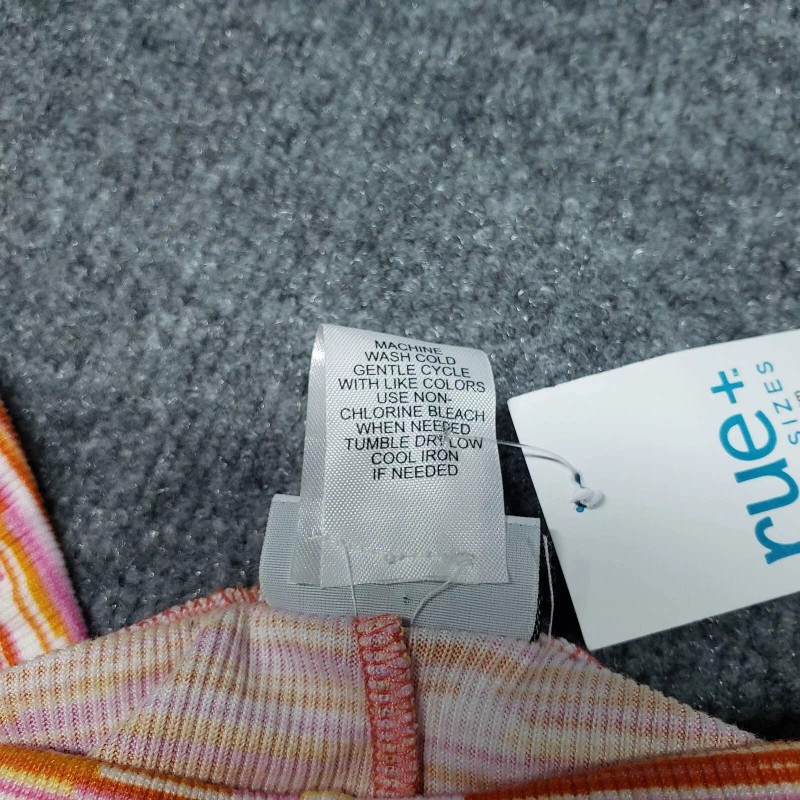 MACHINE
WASH COLD
GENTLE CYCLE
WITH LIKE COLORS
USE NON-
CHLORINE BLEACH
WHEN NEEDED
TUMBLE DRY LOW
COOL IRON
IF NEEDED
rue+
SIZES